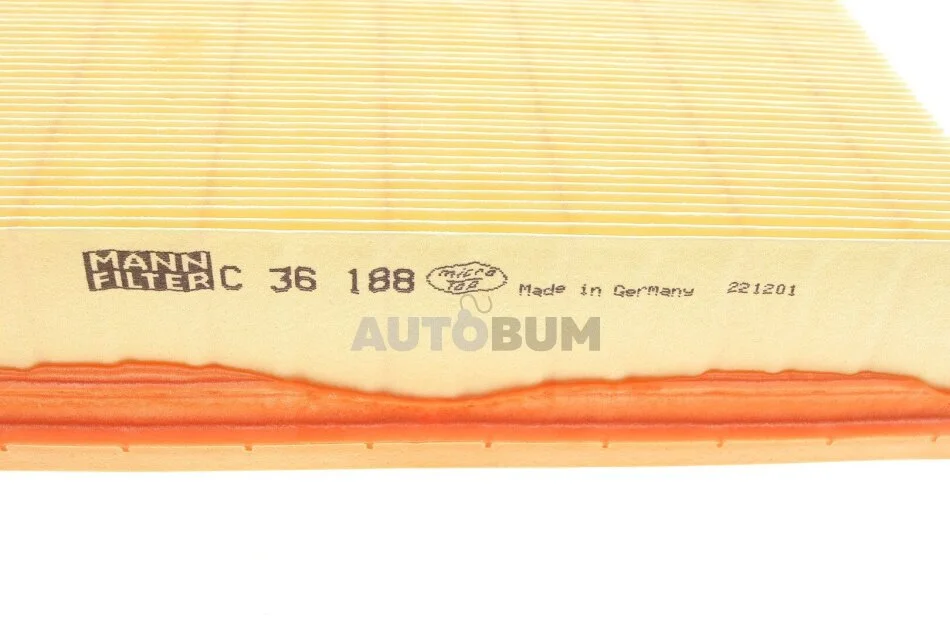 MANN
FILTER C 36 188 micro TOP Made in Germany 221201
AUTOBUM